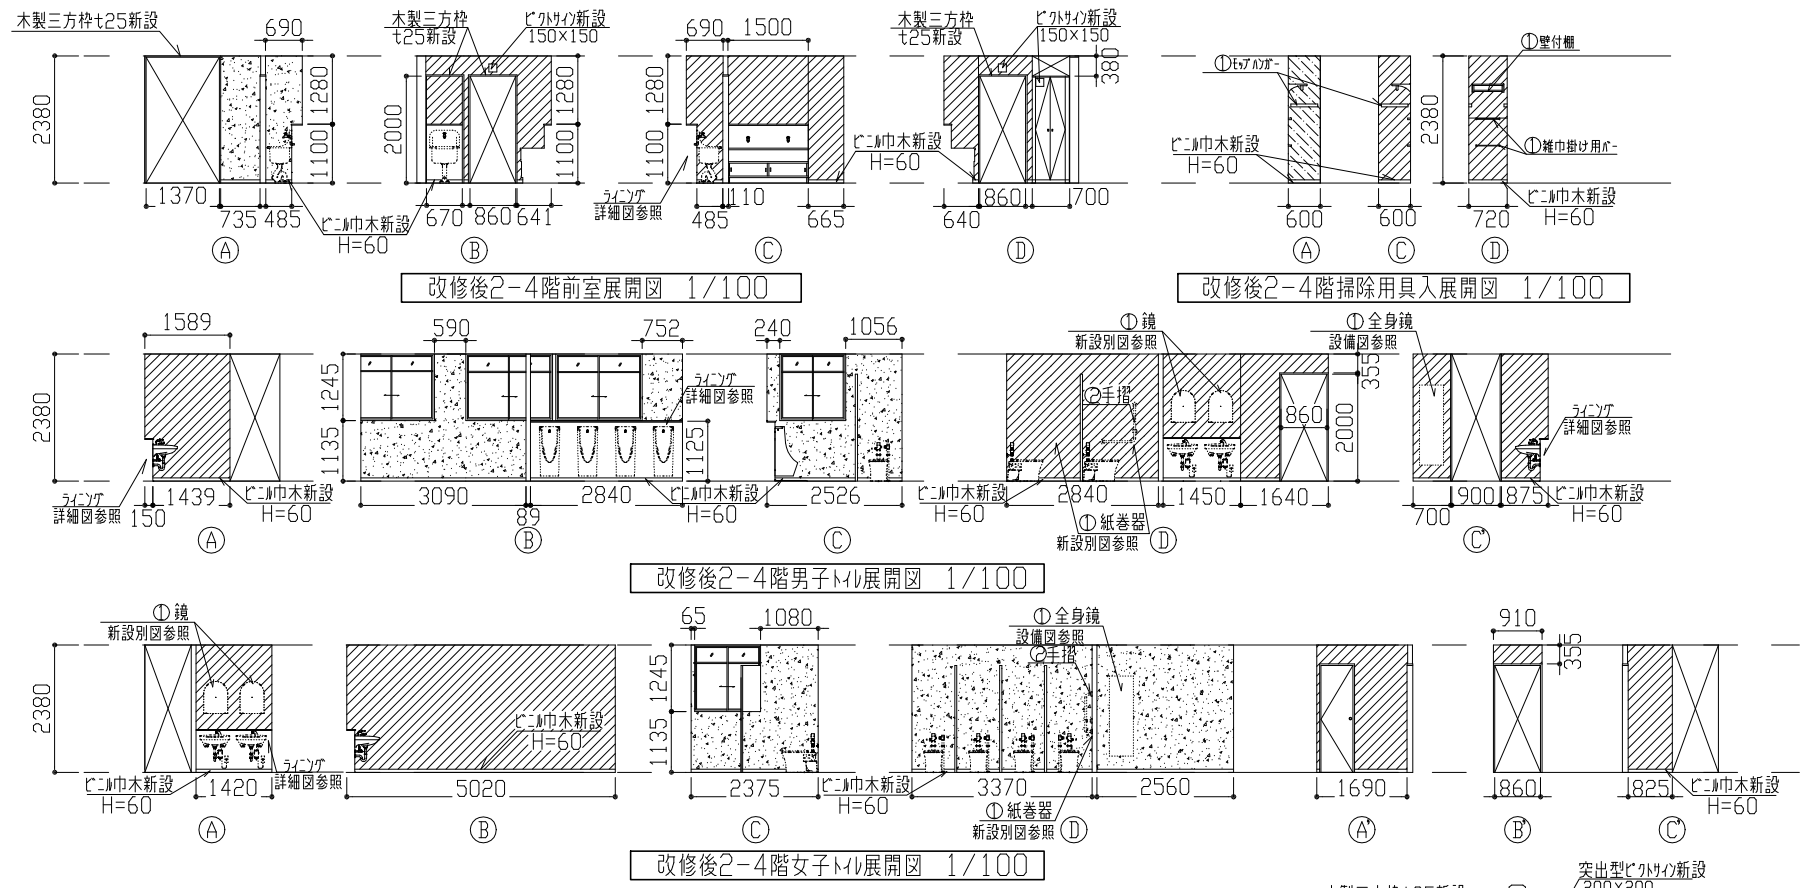 木製三方枠t25新設
690
2380
1280
1100
1370
735
485
ビニル巾木新設
H=60
A
木製三方枠
t25新設
ピクトサイン新設
150×150
2000
1280
1100
670
860
641
B
690
1500
1280
1100
ライニング
詳細図参照
485
110
665
C
木製三方枠
t25新設
ピクトサイン新設
150×150
380
ビニル巾木新設
H=60
640
860
700
D
①モップハンガー
ビニル巾木新設
H=60
600
A
600
C
2380
①壁付棚
①雑巾掛け用バー
ビニル巾木新設
H=60
720
D
改修後2-4階前室展開図 1/100
改修後2-4階掃除用具入展開図 1/100
1589
2380
ライニング
詳細図参照
150
1439
ビニル巾木新設
H=60
A
590
752
1245
1135
ライニング
詳細図参照
1125
3090
89
2840
ビニル巾木新設
H=60
B
240
1056
2526
C
①鏡
新設別図参照
②手摺
355
860
2000
ビニル巾木新設
H=60
2840
1450
1640
①紙巻器
新設別図参照
D
①全身鏡
設備図参照
ライニング
詳細図参照
700
900
875
ビニル巾木新設
H=60
C'
改修後2-4階男子トイレ展開図 1/100
①鏡
新設別図参照
2380
ビニル巾木新設
H=60
1420
ライニング
詳細図参照
A
ビニル巾木新設
H=60
5020
B
65
1080
1245
1135
2375
C
①全身鏡
設備図参照
②手摺
ビニル巾木新設
H=60
3370
2560
①紙巻器
新設別図参照
D
1690
A'
910
355
860
B'
825
ビニル巾木新設
H=60
C'
改修後2-4階女子トイレ展開図 1/100
突出型ピクトサイン新設